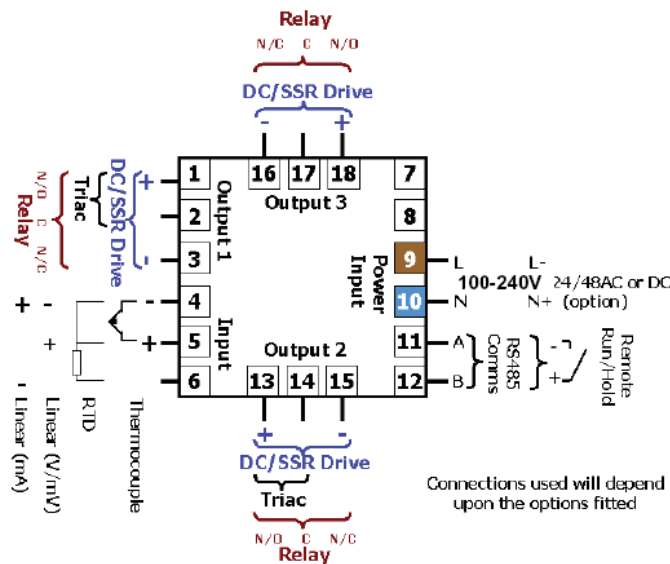 Relay
N/C C N/O
DC/SSR Drive
- +
16 17 18
Output 3
1
2
3
Output 1
DC/SSR Drive
+
-
Triac
N/O C N/C
Relay
4
5
6
Input
-
+
Thermocouple
RTD
- +
Linear (V/mV)
+ -
Linear (mA)
7
8
9
10
Power
Input
L L-
100-240V 24/48AC or DC
N N+ (option)
11
12
A
B
RS485
Comms
-
+
Remote
Run/Hold
Output 2
13 14 15
+ -
DC/SSR Drive
Triac
N/O C N/C
Relay
Connections used will depend
upon the options fitted